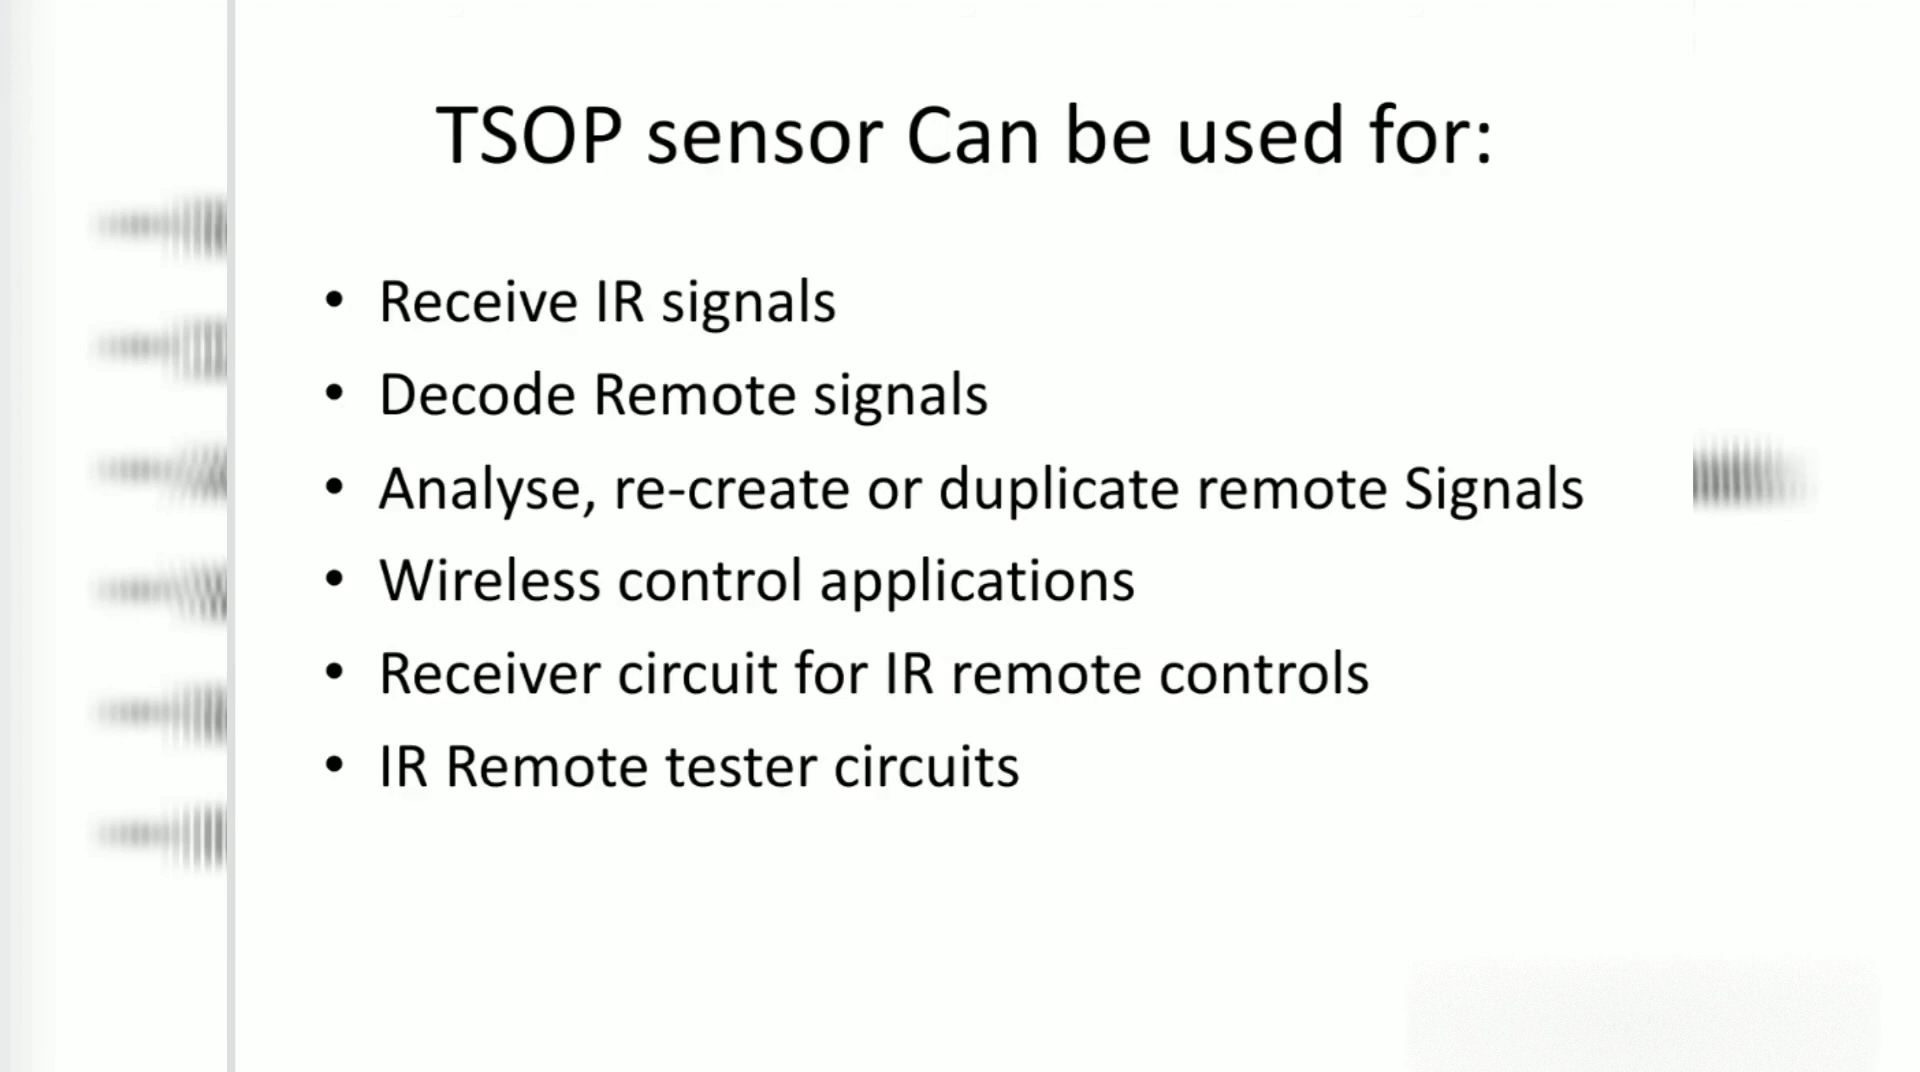 TSOP sensor Can be used for:
• Receive IR signals
• Decode Remote signals
• Analyse, re-create or duplicate remote Signals
• Wireless control applications
• Receiver circuit for IR remote controls
• IR Remote tester circuits